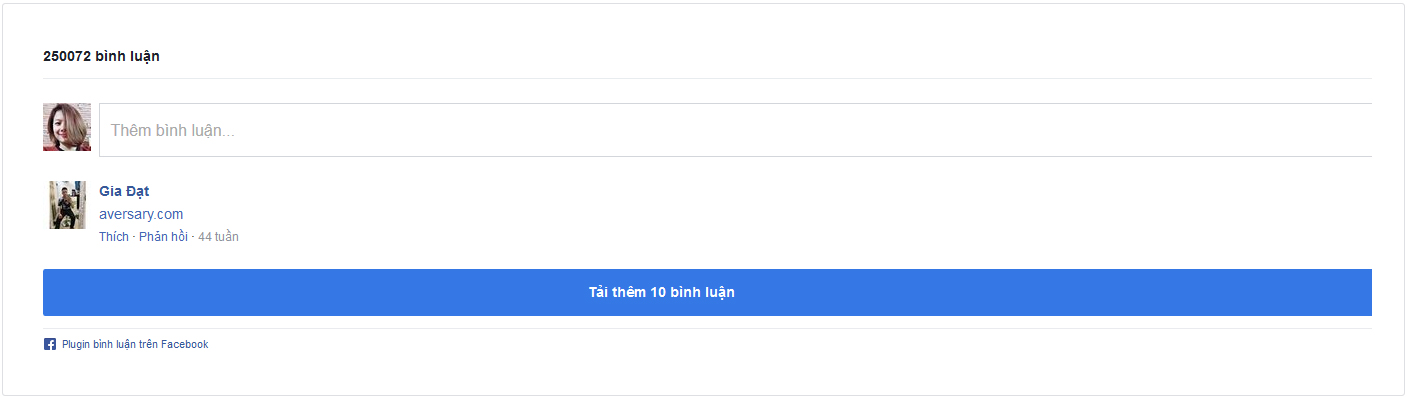 250072 bình luận
Thêm bình luận...
Gia Đạt
aversary.com
Thích · Phản hồi · 44 tuần
Tải thêm 10 bình luận
Plugin bình luận trên Facebook